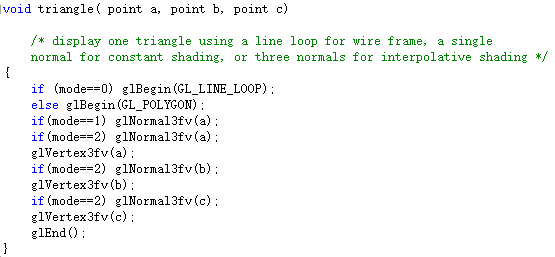 void triangle( point a, point b, point c)
/* display one triangle using a line loop for wire frame, a single
normal for constant shading, or three normals for interpolative shading */
{
if (mode==0) glBegin(GL_LINE_LOOP);
else glBegin(GL_POLYGON);
if(mode==1) glNormal3fv(a);
if(mode==2) glNormal3fv(a);
glVertex3fv(a);
if(mode==2) glNormal3fv(b);
glVertex3fv(b);
if(mode==2) glNormal3fv(c);
glVertex3fv(c);
glEnd();
}